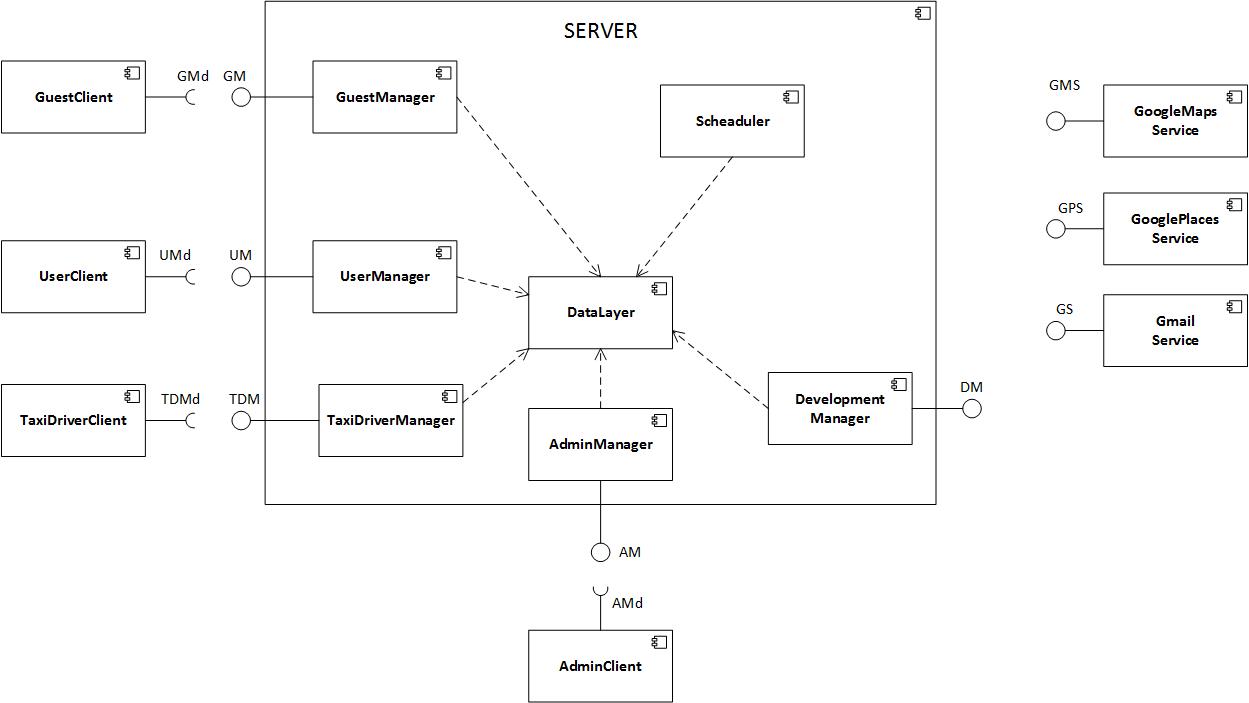 SERVER
GuestClient
GMd
GM
GuestManager
Scheaduler
GMS
GoogleMaps
Service
GPS
GooglePlaces
Service
UserClient
UMd
UM
UserManager
DataLayer
GS
Gmail
Service
TaxiDriverClient
TDMd
TDM
TaxiDriverManager
AdminManager
Development
Manager
DM
AM
AMd
AdminClient